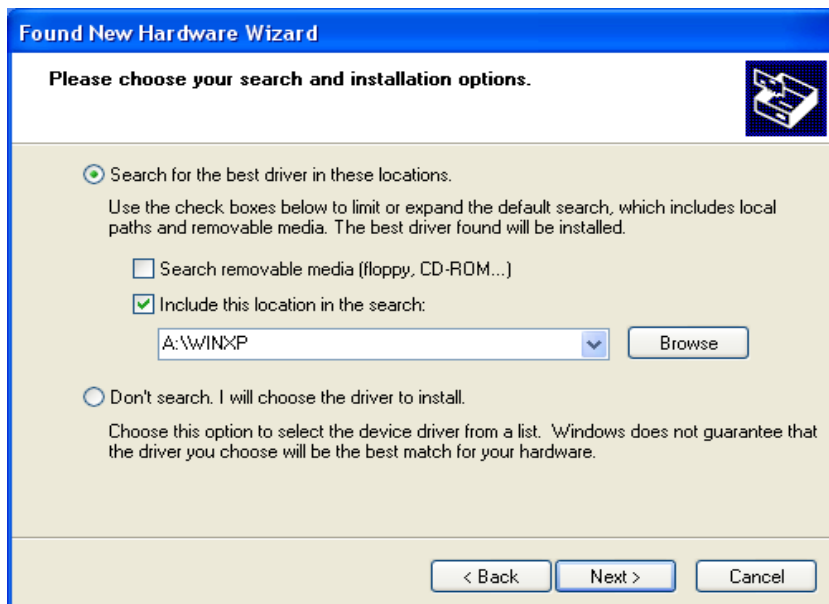 Found New Hardware Wizard
Please choose your search and installation options.
Search for the best driver in these locations.
Use the check boxes below to limit or expand the default search, which includes local
paths and removable media. The best driver found will be installed.
Search removable media (floppy, CD-ROM...)
Include this location in the search:
A:\WINXP
Browse
Don't search. I will choose the driver to install.
Choose this option to select the device driver from a list. Windows does not guarantee that
the driver you choose will be the best match for your hardware.
< Back Next > Cancel